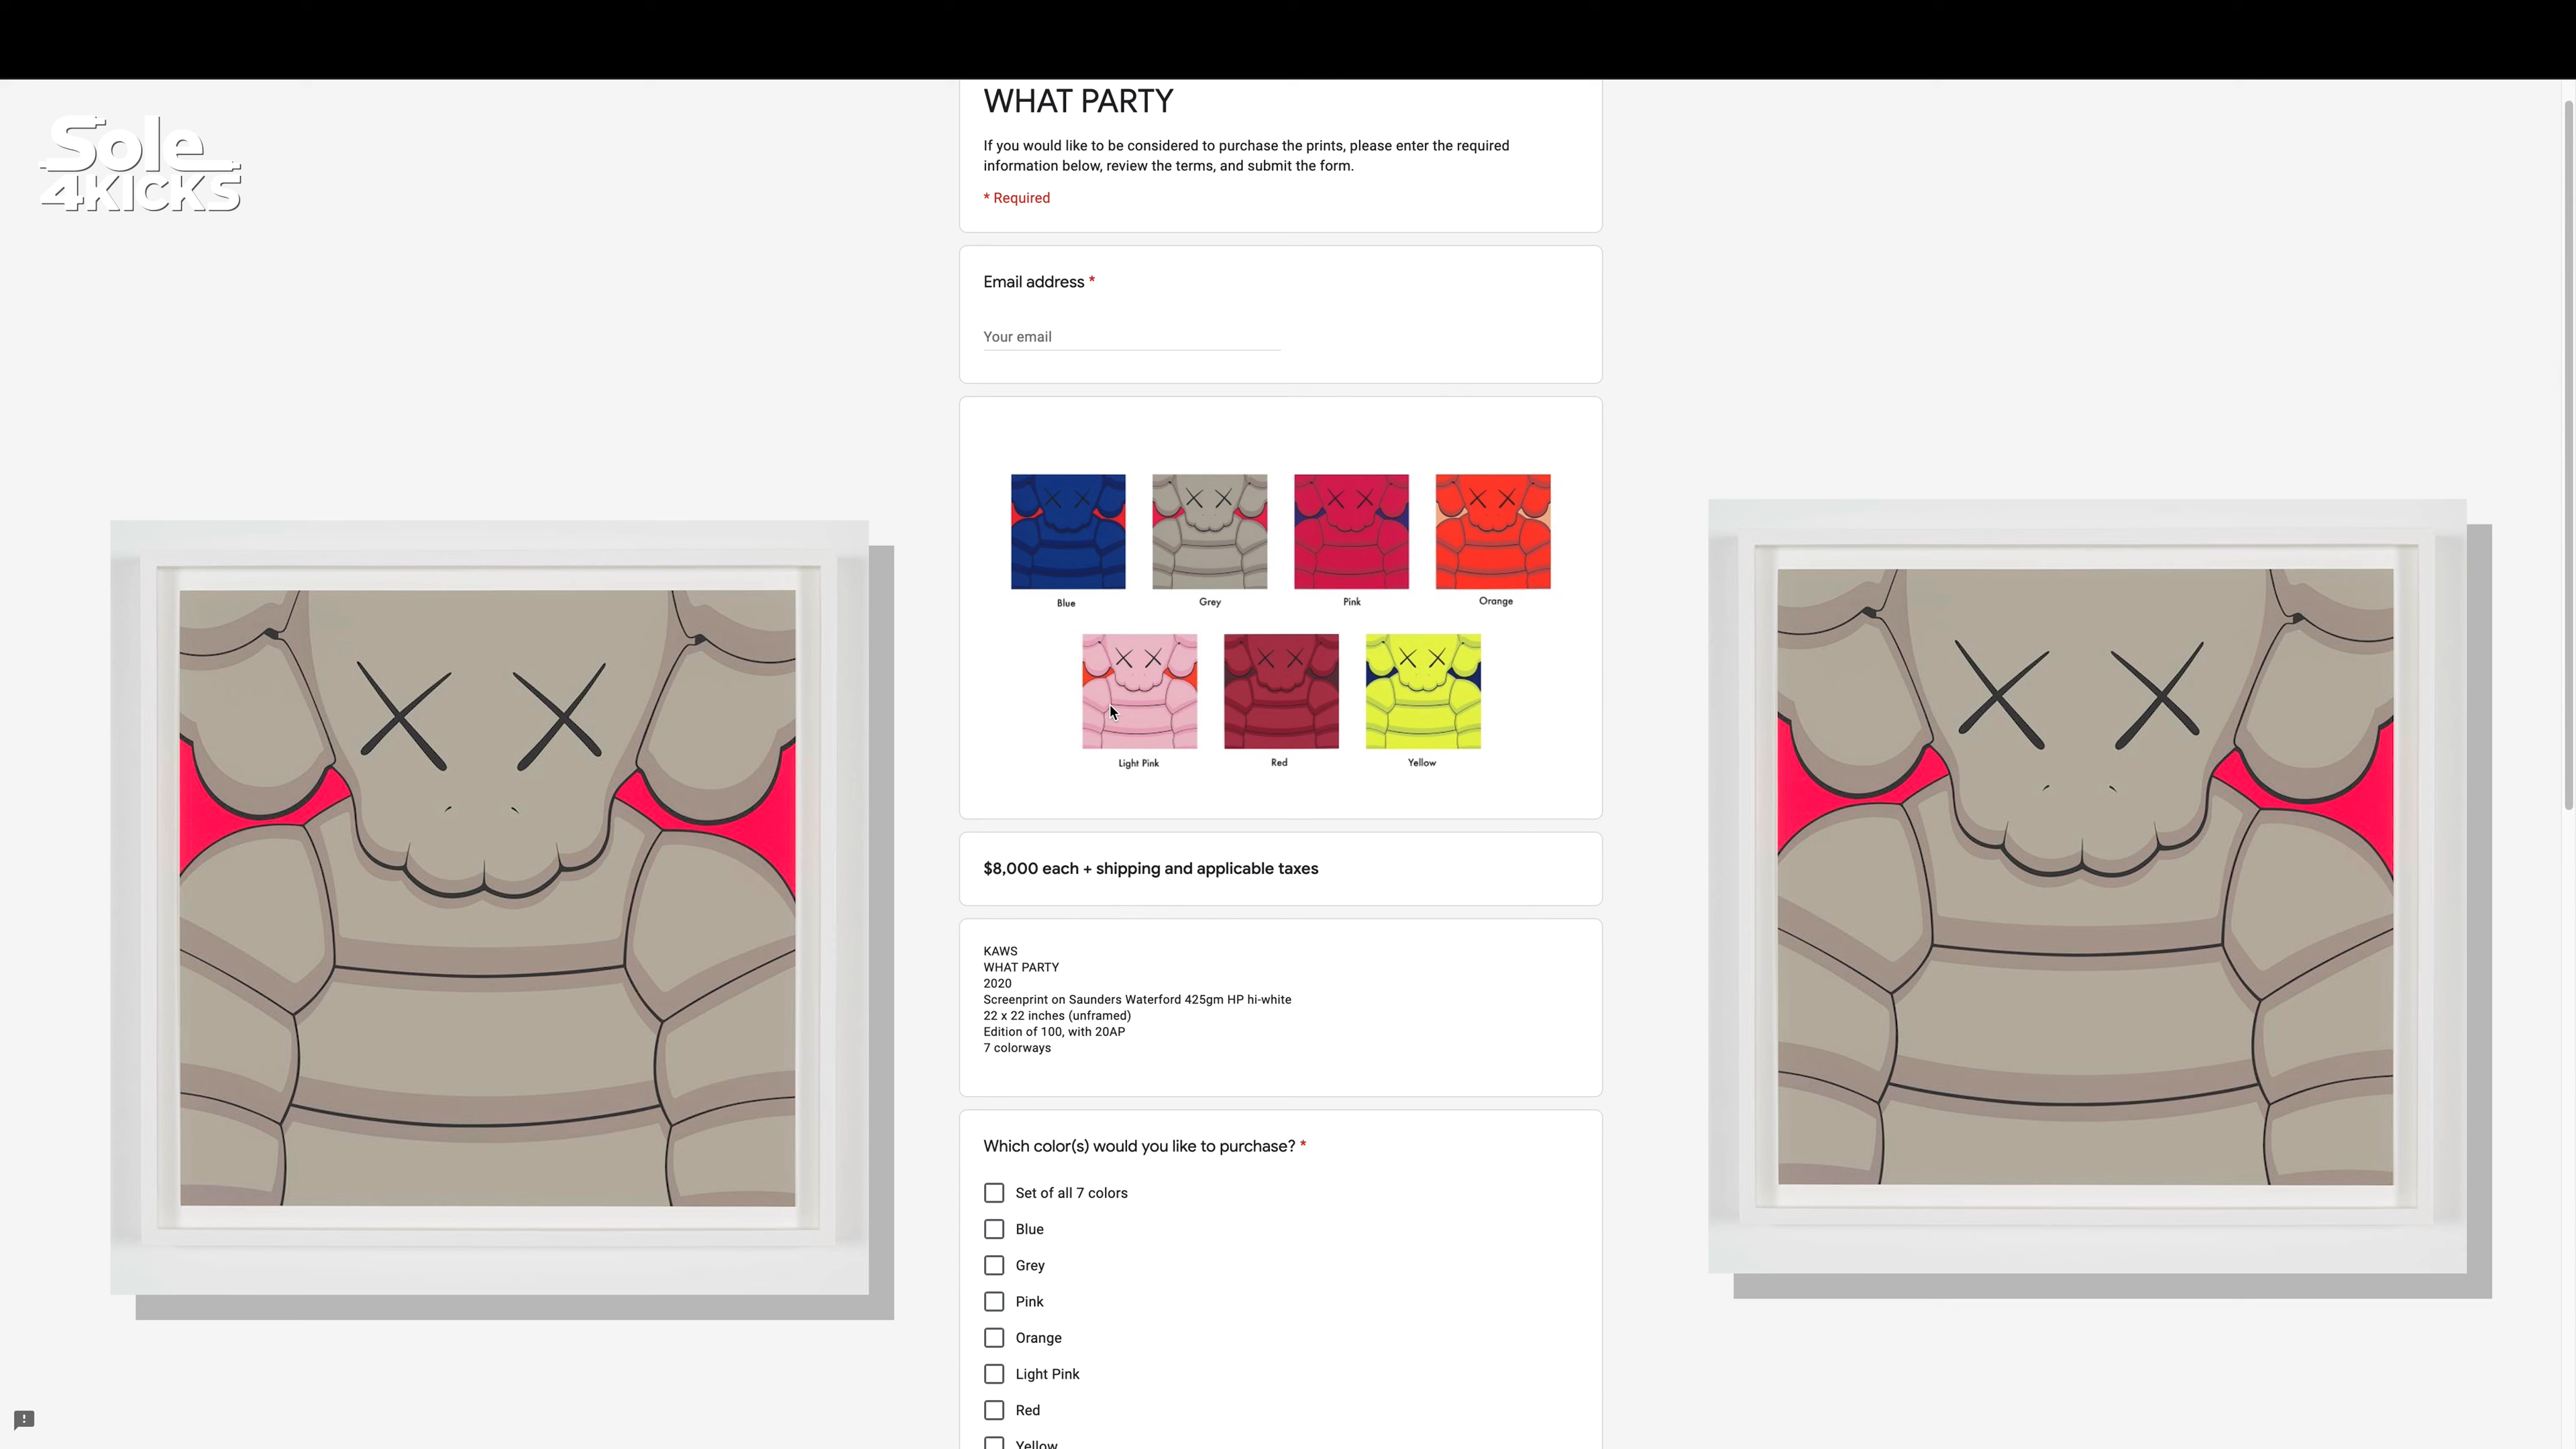 Sole
4KICKS
WHAT PARTY
If you would like to be considered to purchase the prints, please enter the required
information below, review the terms, and submit the form.
* Required
Email address *
Your email
Blue
Grey
Pink
Orange
Light Pink
Red
Yellow
$8,000 each + shipping and applicable taxes
KAWS
WHAT PARTY
2020
Screenprint on Saunders Waterford 425gm HP hi-white
22 x 22 inches (unframed)
Edition of 100, with 20AP
7 colorways
Which color(s) would you like to purchase? *
Set of all 7 colors
Blue
Grey
Pink
Orange
Light Pink
Red
Yellow